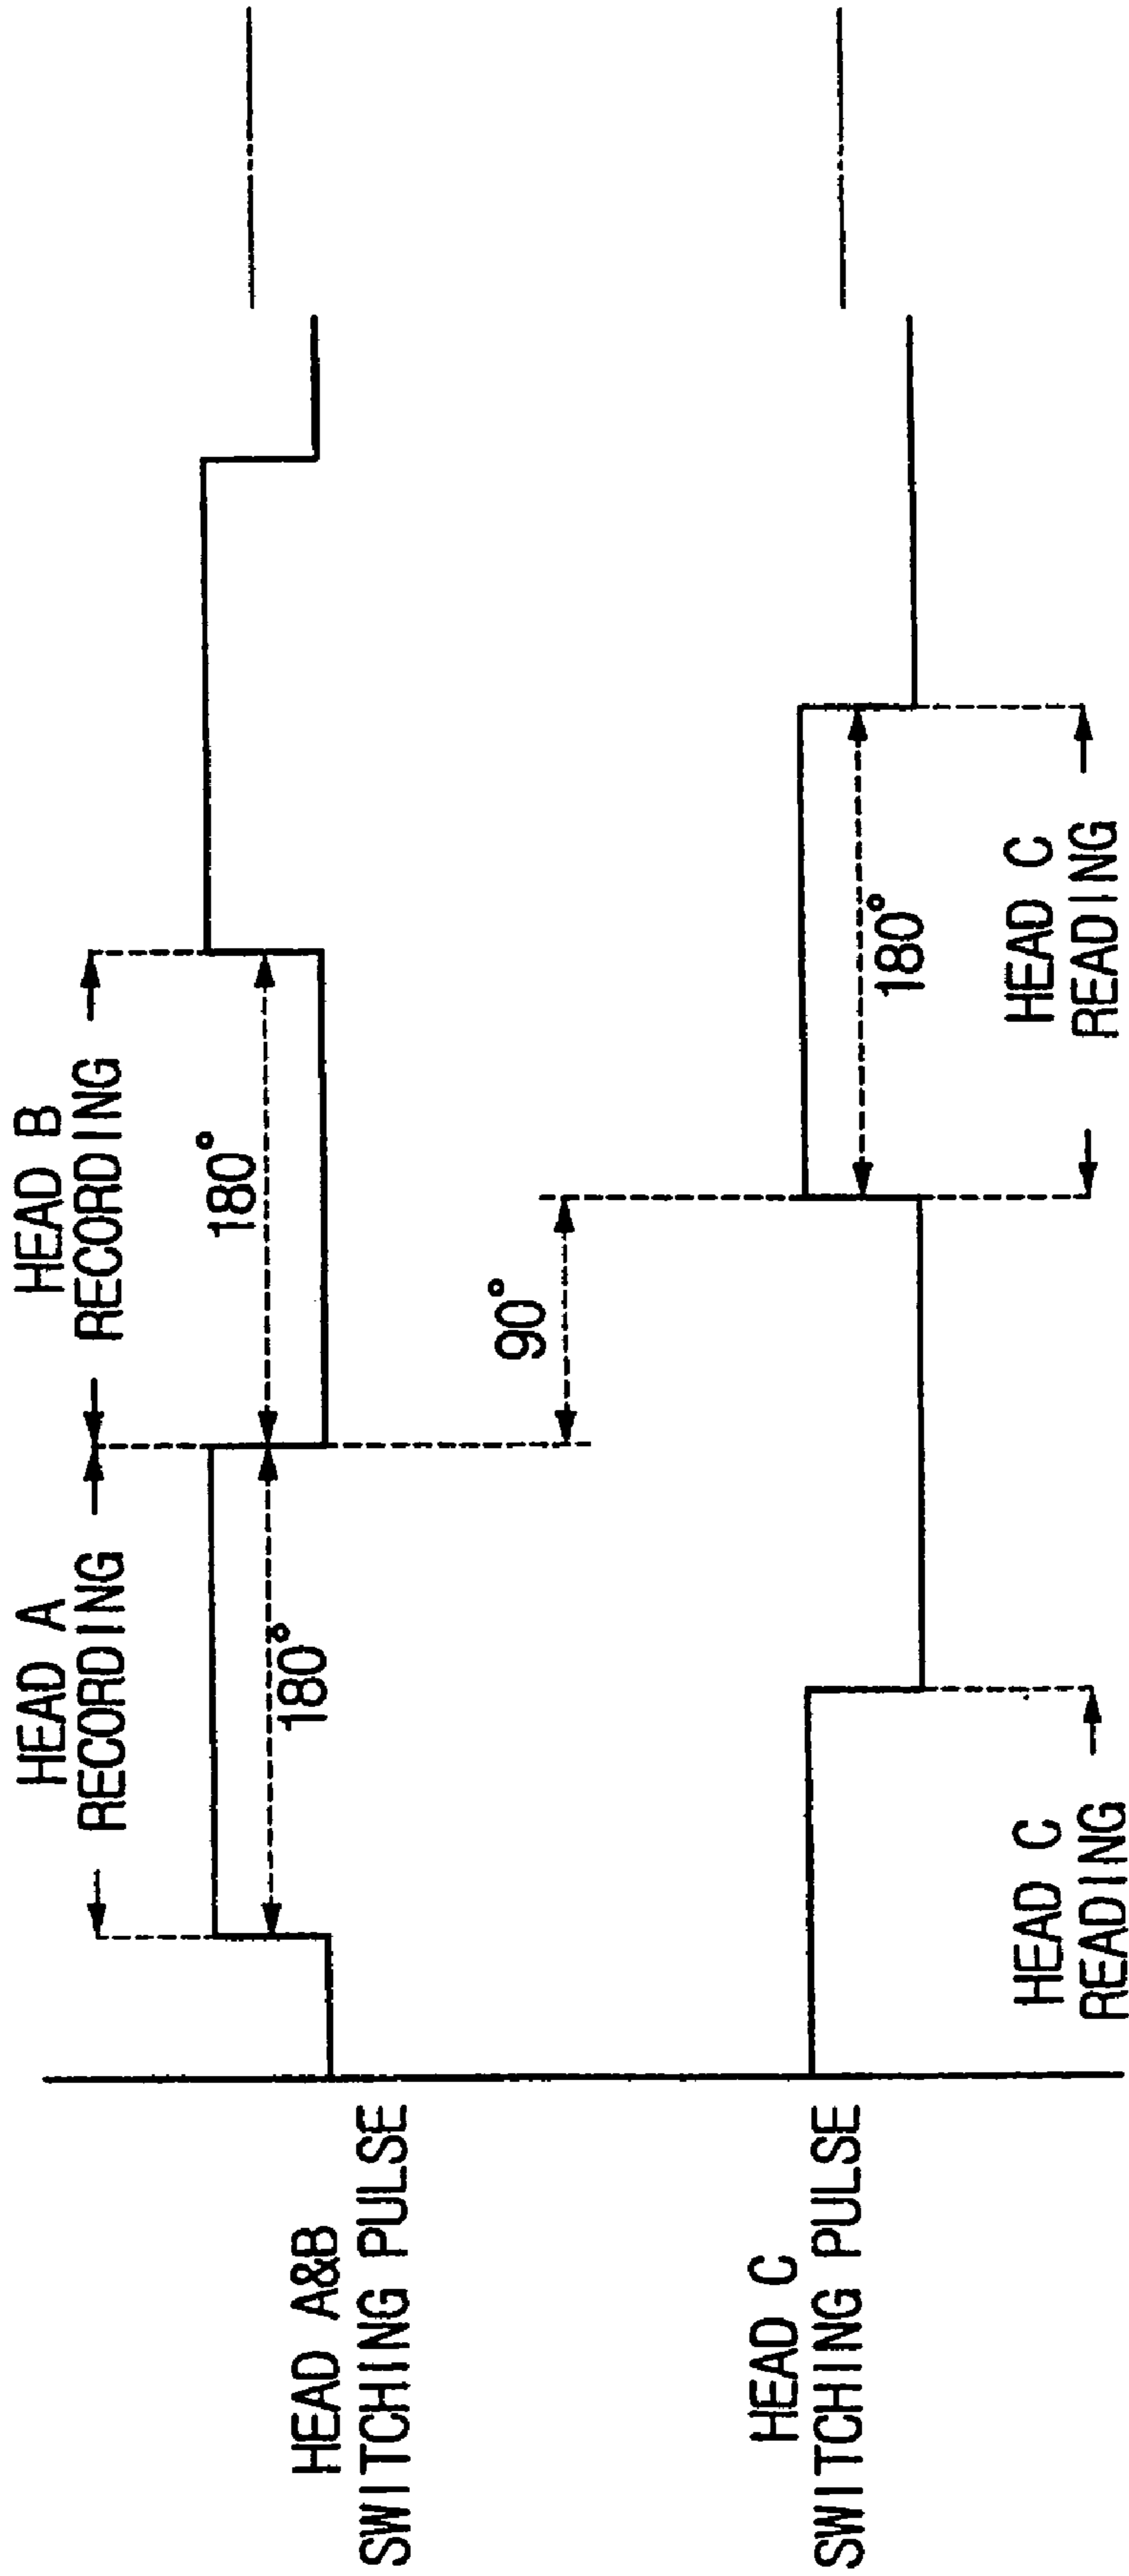 HEAD A
RECORDING
HEAD B
RECORDING
HEAD A&B
SWITCHING PULSE
180°
180°
90°
HEAD C
SWITCHING PULSE
180°
HEAD C
READING
HEAD C
READING